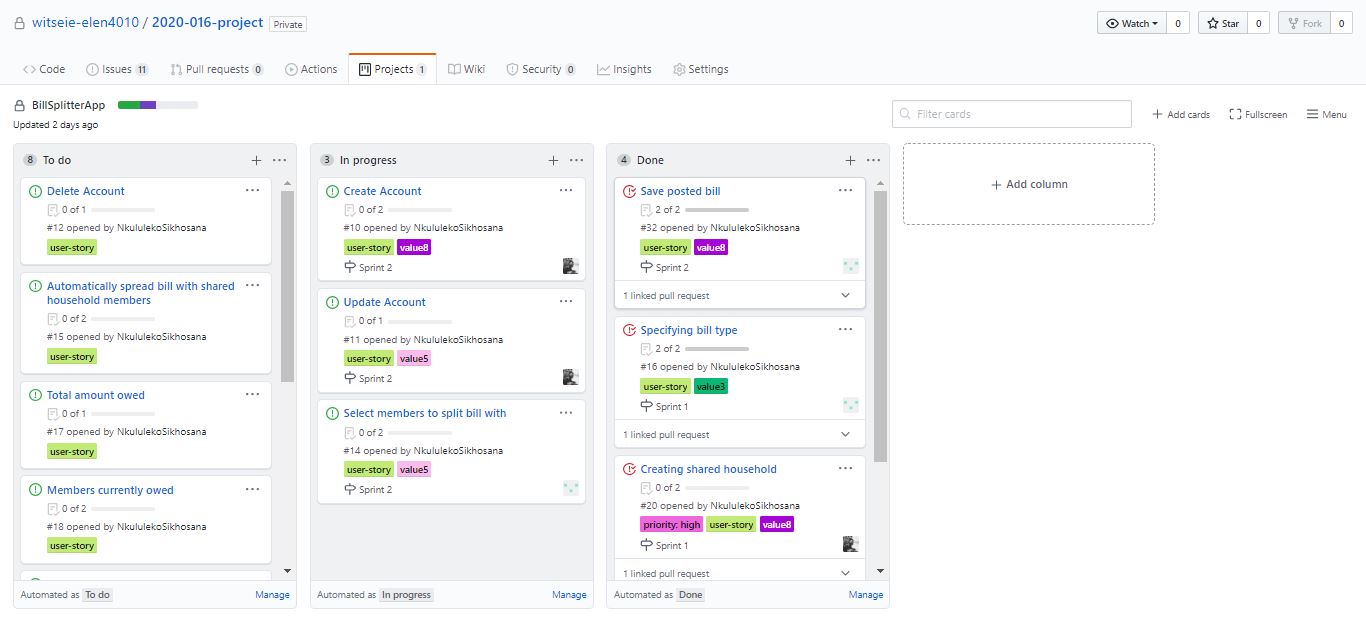 witseie-elen4010 / 2020-016-project Private
Watch 0 Star 0 Fork 0
Code Issues 11 Pull requests 0 Actions Projects 1 Wiki Security 0 Insights Settings
BillSplitterApp
Updated 2 days ago
Filter cards
Add cards Fullscreen Menu
8 To do
Delete Account
0 of 1
#12 opened by NkululekoSikhosana
user-story
Automatically spread bill with shared
household members
0 of 2
#15 opened by NkululekoSikhosana
user-story
Total amount owed
0 of 1
#17 opened by NkululekoSikhosana
user-story
Members currently owed
0 of 2
#18 opened by NkululekoSikhosana
user-story
Automated as To do Manage
3 In progress
Create Account
0 of 2
#10 opened by NkululekoSikhosana
user-story value8
Sprint 2
Update Account
0 of 1
#11 opened by NkululekoSikhosana
user-story value5
Sprint 2
Select members to split bill with
0 of 2
#14 opened by NkululekoSikhosana
user-story value5
Sprint 2
Automated as In progress Manage
4 Done
Save posted bill
2 of 2
#32 opened by NkululekoSikhosana
user-story value8
Sprint 2
1 linked pull request
Specifying bill type
2 of 2
#16 opened by NkululekoSikhosana
user-story value3
Sprint 1
1 linked pull request
Creating shared household
0 of 2
#20 opened by NkululekoSikhosana
priority: high user-story value8
Sprint 1
1 linked pull request
Automated as Done Manage
Add column